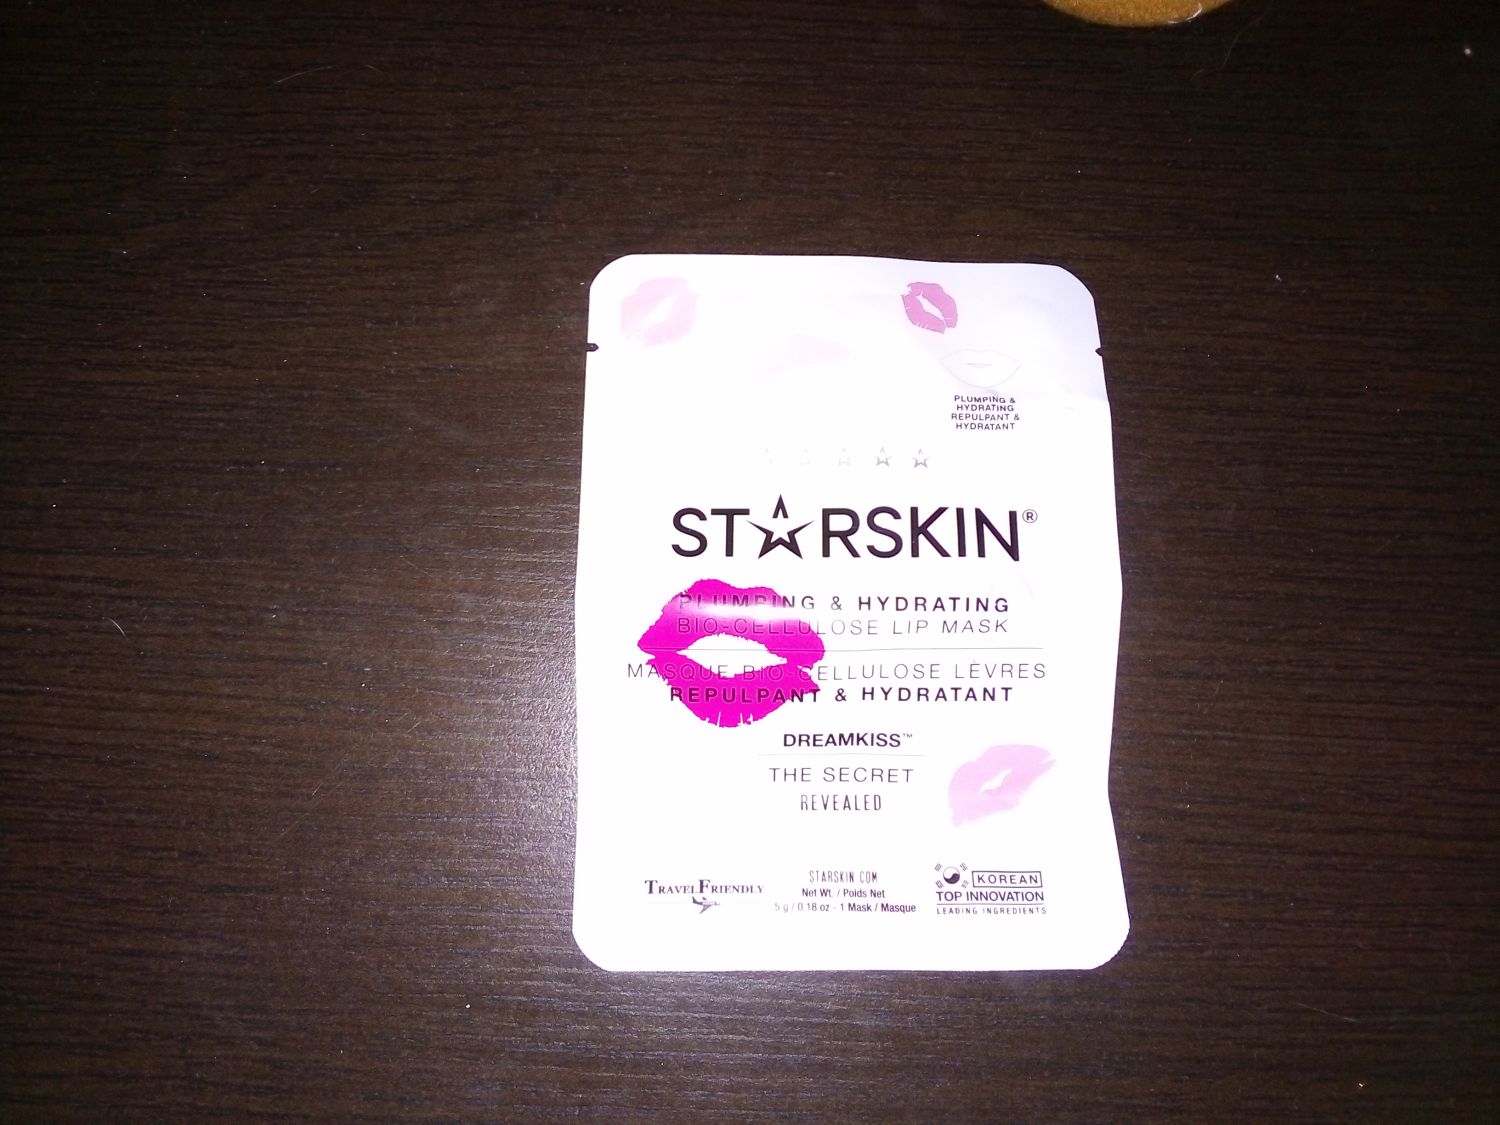 PLUMPING &
HYDRATING
REPULPANT &
HYDRATANT
STARSKIN®
PLUMPING & HYDRATING
BIO-CELLULOSE LIP MASK
MASQUE BIO-CELLULOSE LÈVRES
REPULPANT & HYDRATANT
DREAMKISS™
THE SECRET
REVEALED
TRAVELFRIENDLY
STARSKIN.COM
Net Wt. / Poids Net
5 g / 0.18 oz - 1 Mask / Masque
KOREAN
TOP INNOVATION
LEADING INGREDIENTS